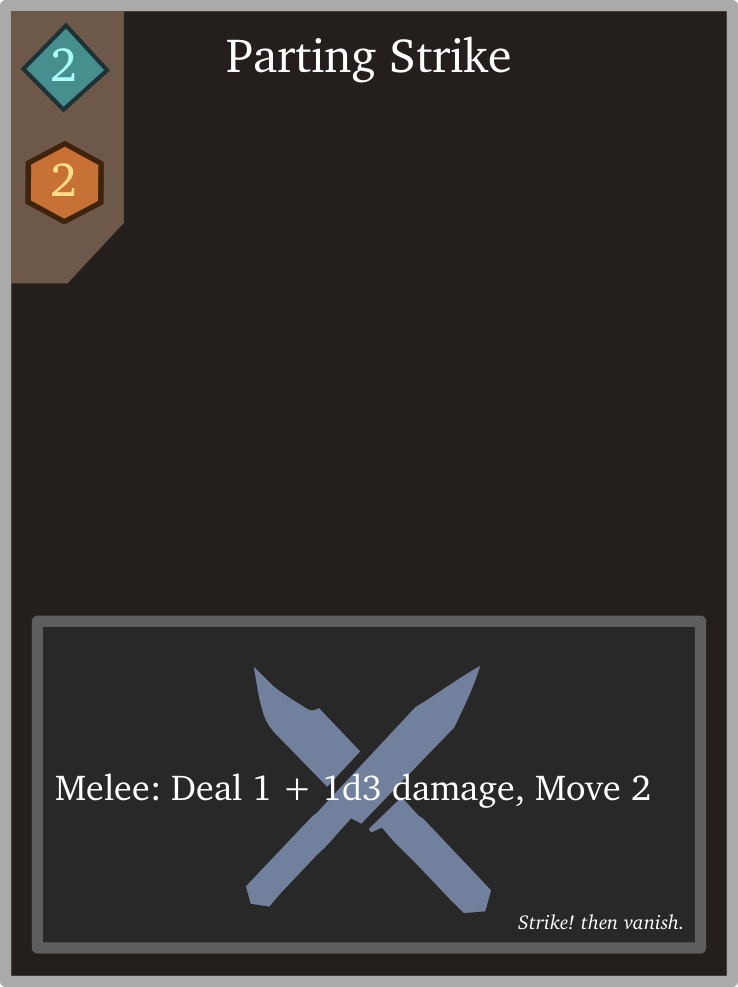 2
Parting Strike
2
Melee: Deal 1 + 1d3 damage, Move 2
Strike! then vanish.